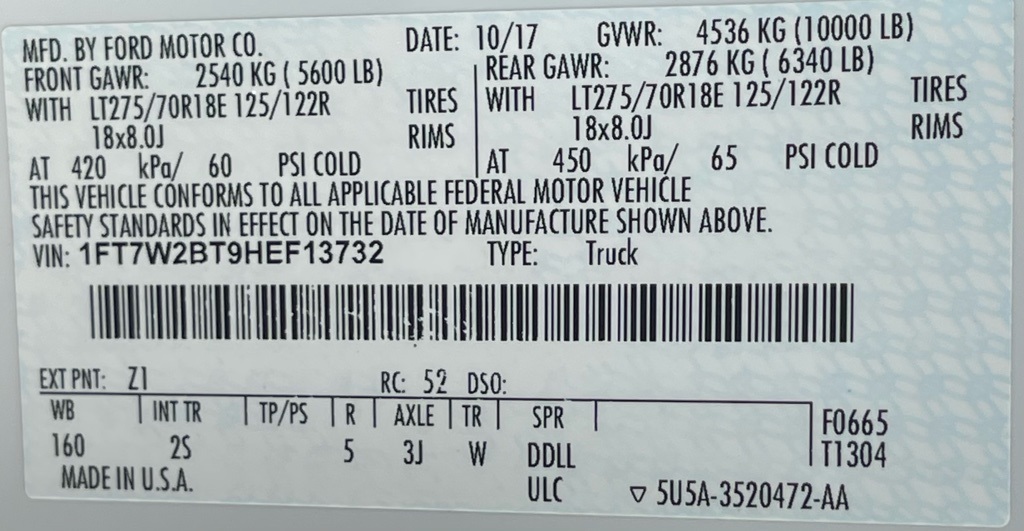 MFD. BY FORD MOTOR CO. DATE: 10/17 GVWR: 4536 KG (10000 LB)
FRONT GAWR: 2540 KG ( 5600 LB) REAR GAWR: 2876 KG ( 6340 LB)
WITH LT275/70R18E 125/122R TIRES WITH LT275/70R18E 125/122R TIRES
18x8.0J RIMS 18x8.0J RIMS
AT 420 kPa/ 60 PSI COLD AT 450 kPa/ 65 PSI COLD
THIS VEHICLE CONFORMS TO ALL APPLICABLE FEDERAL MOTOR VEHICLE
SAFETY STANDARDS IN EFFECT ON THE DATE OF MANUFACTURE SHOWN ABOVE.
VIN: 1FT7W2BT9HEF13732 TYPE: Truck
EXT PNT: Z1 RC: 52 DSO:
WB INT TR TP/PS R AXLE TR SPR F0665
160 2S 5 3J W DDLL T1304
MADE IN U.S.A. ULC ▽ 5U5A-3520472-AA